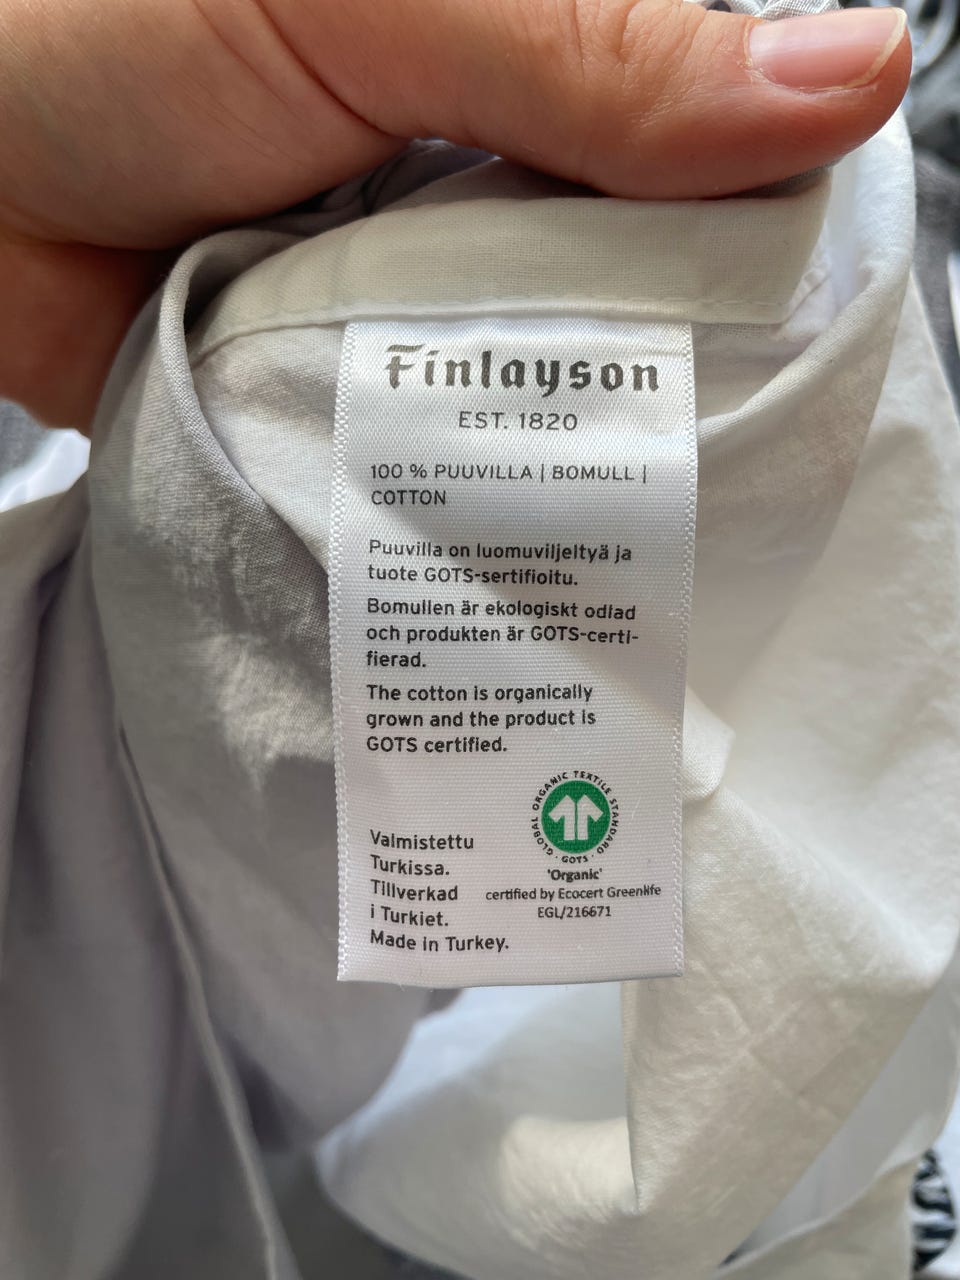 Finlayson
EST. 1820
100 % PUUVILLA | BOMULL |
COTTON
Puuvilla on luomuviljeltyä ja
tuote GOTS-sertifioitu.
Bomullen är ekologiskt odlad
och produkten är GOTS-certi-
fierad.
The cotton is organically
grown and the product is
GOTS certified.
GLOBAL ORGANIC TEXTILE STANDARD · GOTS ·
'Organic'
certified by Ecocert Greenlife
EGL/216671
Valmistettu
Turkissa.
Tillverkad
i Turkiet.
Made in Turkey.